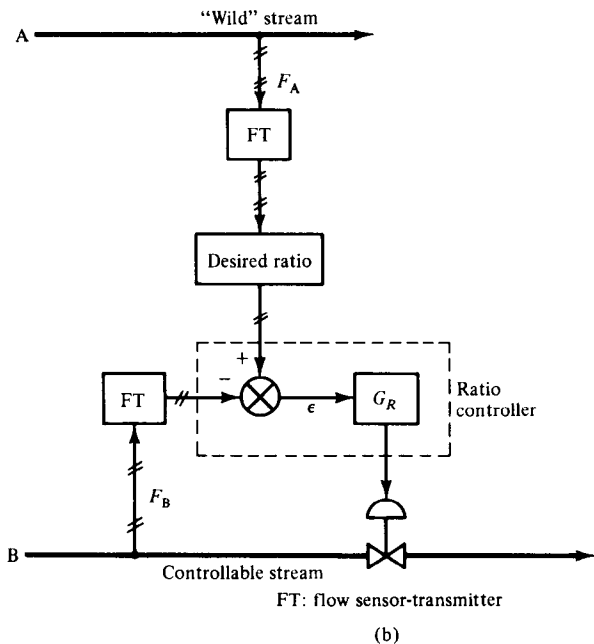 "Wild" stream
A
F_A
FT
Desired ratio
+
−
FT
ϵ
G_R
Ratio
controller
F_B
B
Controllable stream
FT: flow sensor-transmitter
(b)